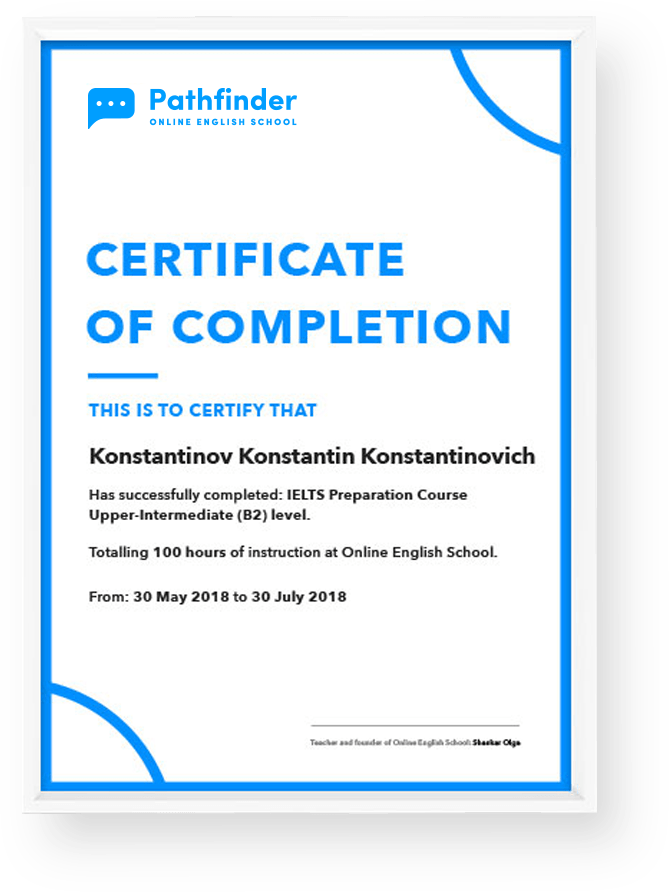 Pathfinder
ONLINE ENGLISH SCHOOL
CERTIFICATE
OF COMPLETION
THIS IS TO CERTIFY THAT
Konstantinov Konstantin Konstantinovich
Has successfully completed: IELTS Preparation Course
Upper-Intermediate (B2) level.
Totalling 100 hours of instruction at Online English School.
From: 30 May 2018 to 30 July 2018
Teacher and founder of Online English School: Olga